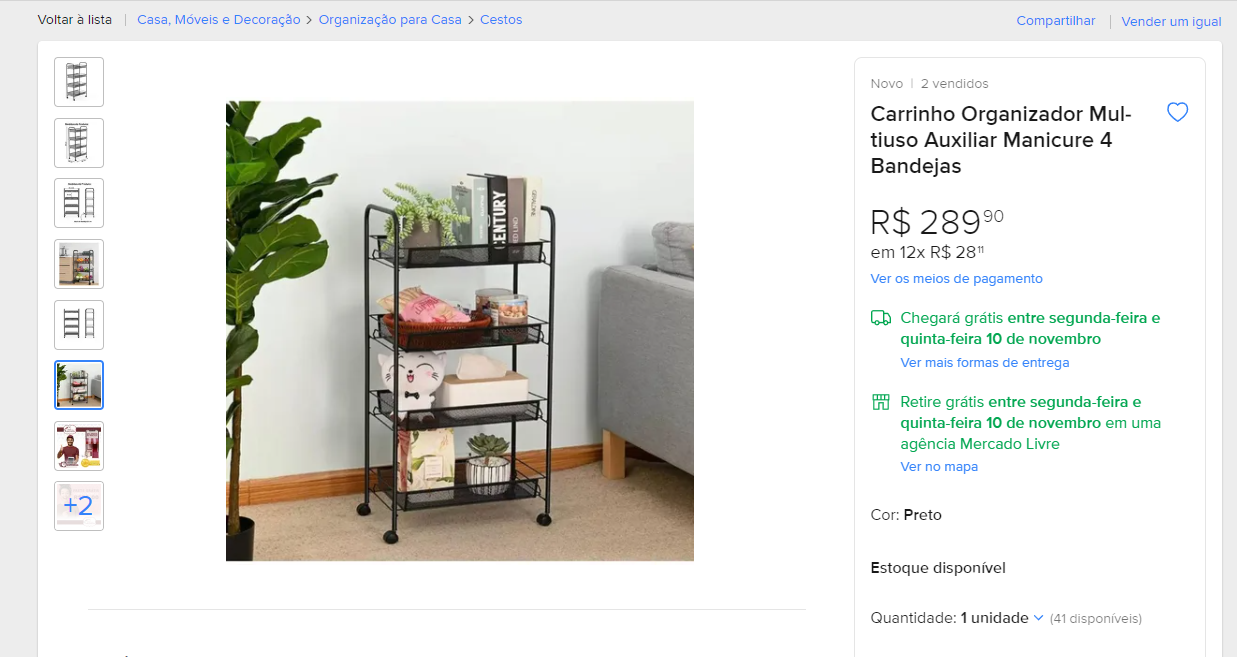 Voltar à lista | Casa, Móveis e Decoração > Organização para Casa > Cestos
Compartilhar | Vender um igual
Novo | 2 vendidos
Carrinho Organizador Mul-
tiuso Auxiliar Manicure 4
Bandejas
R$ 289 90
em 12x R$ 28 11
Ver os meios de pagamento
Chegará grátis entre segunda-feira e
quinta-feira 10 de novembro
Ver mais formas de entrega
Retire grátis entre segunda-feira e
quinta-feira 10 de novembro em uma
agência Mercado Livre
Ver no mapa
Cor: Preto
Estoque disponível
Quantidade: 1 unidade (41 disponíveis)
+2
CENTURY